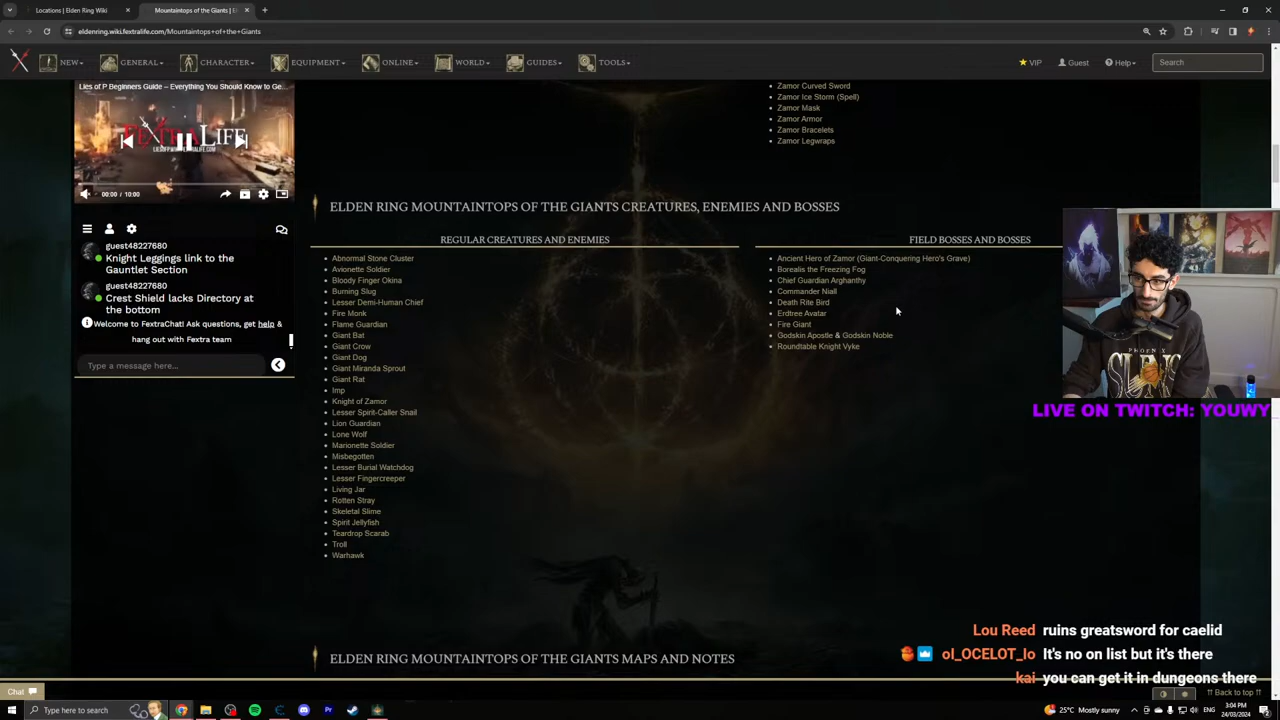 Locations | Elden Ring Wiki
Mountaintops of the Giants | E
eldenring.wiki.fextralife.com/Mountaintops+of+the+Giants
NEW
GENERAL
CHARACTER
EQUIPMENT
ONLINE
WORLD
GUIDES
TOOLS
VIP
Guest
Help
Search
Lies of P Beginners Guide – Everything You Should Know to Ge...
FEXTRALIFE
00:00 / 10:00
guest48227680
Knight Leggings link to the
Gauntlet Section
guest48227680
Crest Shield lacks Directory at
the bottom
Welcome to FextraChat! Ask questions, get help &
hang out with Fextra team
Type a message here...
Zamor Curved Sword
Zamor Ice Storm (Spell)
Zamor Mask
Zamor Armor
Zamor Bracelets
Zamor Legwraps
ELDEN RING MOUNTAINTOPS OF THE GIANTS CREATURES, ENEMIES AND BOSSES
REGULAR CREATURES AND ENEMIES
Abnormal Stone Cluster
Avionette Soldier
Bloody Finger Okina
Burning Slug
Lesser Demi-Human Chief
Fire Monk
Flame Guardian
Giant Bat
Giant Crow
Giant Dog
Giant Miranda Sprout
Giant Rat
Imp
Knight of Zamor
Lesser Spirit-Caller Snail
Lion Guardian
Lone Wolf
Marionette Soldier
Misbegotten
Lesser Burial Watchdog
Lesser Fingercreeper
Living Jar
Rotten Stray
Skeletal Slime
Spirit Jellyfish
Teardrop Scarab
Troll
Warhawk
FIELD BOSSES AND BOSSES
Ancient Hero of Zamor (Giant-Conquering Hero's Grave)
Borealis the Freezing Fog
Chief Guardian Arghanthy
Commander Niall
Death Rite Bird
Erdtree Avatar
Fire Giant
Godskin Apostle & Godskin Noble
Roundtable Knight Vyke
PHOENIX
LIVE ON TWITCH: YOUWY
Lou Reed ruins greatsword for caelid
ol_OCELOT_lo It's no on list but it's there
kai you can get it in dungeons there
ELDEN RING MOUNTAINTOPS OF THE GIANTS MAPS AND NOTES
Chat
Back to top
Type here to search
25°C Mostly sunny
ENG
3:04 PM
24/03/2024